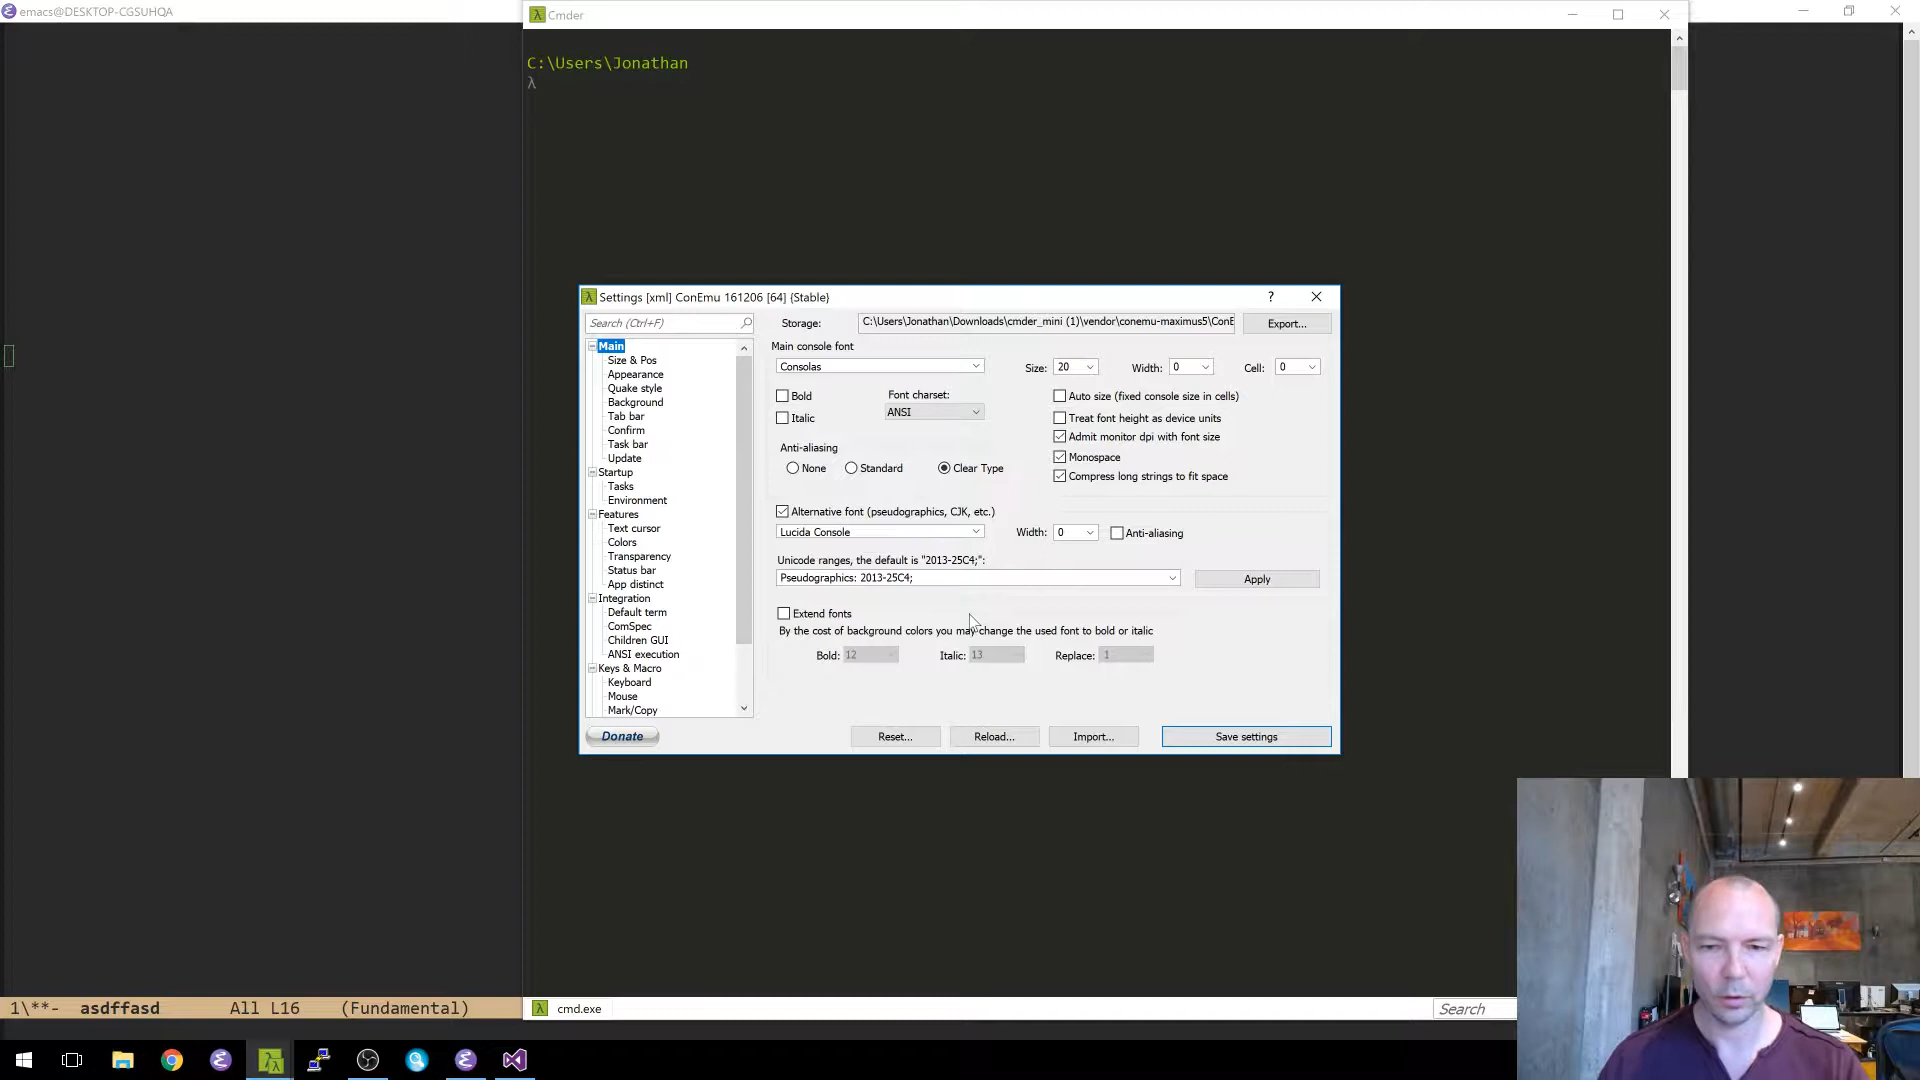 emacs@DESKTOP-CGSUHQA
Cmder
C:\Users\Jonathan
λ
Settings [xml] ConEmu 161206 [64] {Stable}
Search (Ctrl+F)
Storage:
C:\Users\Jonathan\Downloads\cmder_mini (1)\vendor\conemu-maximus5\ConE
Export...
Main
Size & Pos
Appearance
Quake style
Background
Tab bar
Confirm
Task bar
Update
Startup
Tasks
Environment
Features
Text cursor
Colors
Transparency
Status bar
App distinct
Integration
Default term
ComSpec
Children GUI
ANSI execution
Keys & Macro
Keyboard
Mouse
Mark/Copy
Main console font
Consolas
Size: 20
Width: 0
Cell: 0
Bold
Font charset:
Italic
ANSI
Auto size (fixed console size in cells)
Treat font height as device units
Admit monitor dpi with font size
Monospace
Compress long strings to fit space
Anti-aliasing
None
Standard
Clear Type
Alternative font (pseudographics, CJK, etc.)
Lucida Console
Width: 0
Anti-aliasing
Unicode ranges, the default is "2013-25C4;":
Pseudographics: 2013-25C4;
Apply
Extend fonts
By the cost of background colors you may change the used font to bold or italic
Bold: 12
Italic: 13
Replace: 1
Donate
Reset...
Reload...
Import...
Save settings
1\**- asdffasd All L16 (Fundamental)
cmd.exe
Search